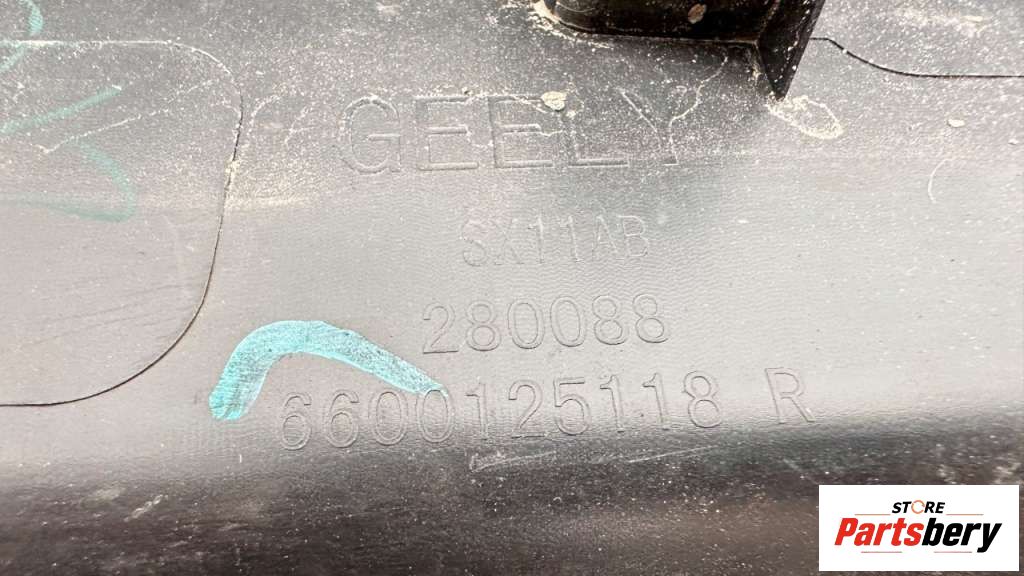 GEELY
SX11AB
280088
6600125118 R
STORE
Partsbery